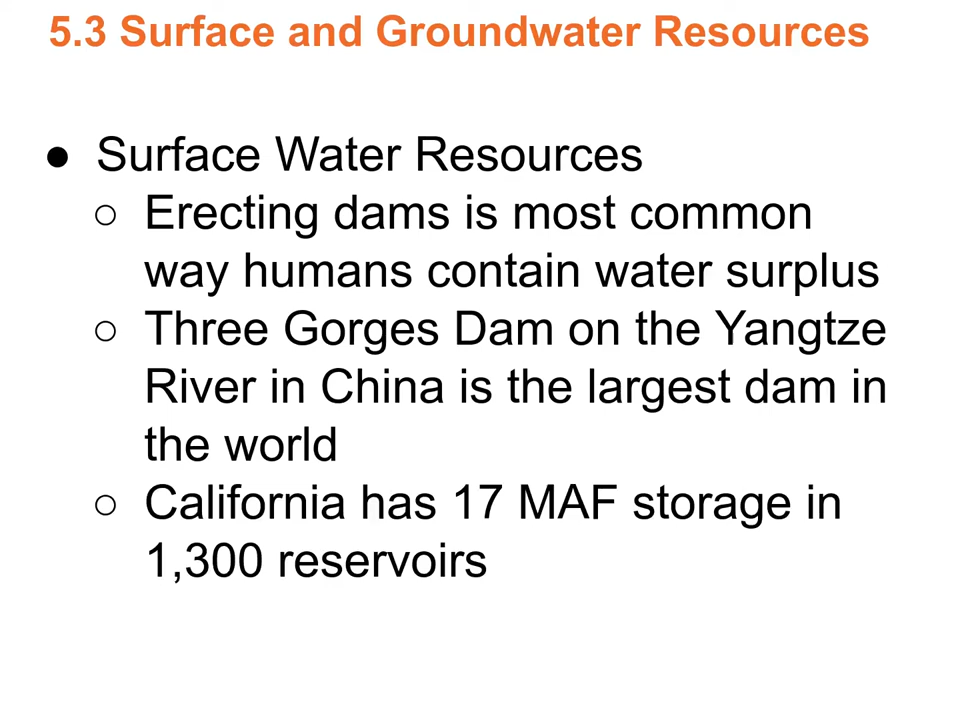 5.3 Surface and Groundwater Resources
● Surface Water Resources
○ Erecting dams is most common
way humans contain water surplus
○ Three Gorges Dam on the Yangtze
River in China is the largest dam in
the world
○ California has 17 MAF storage in
1,300 reservoirs